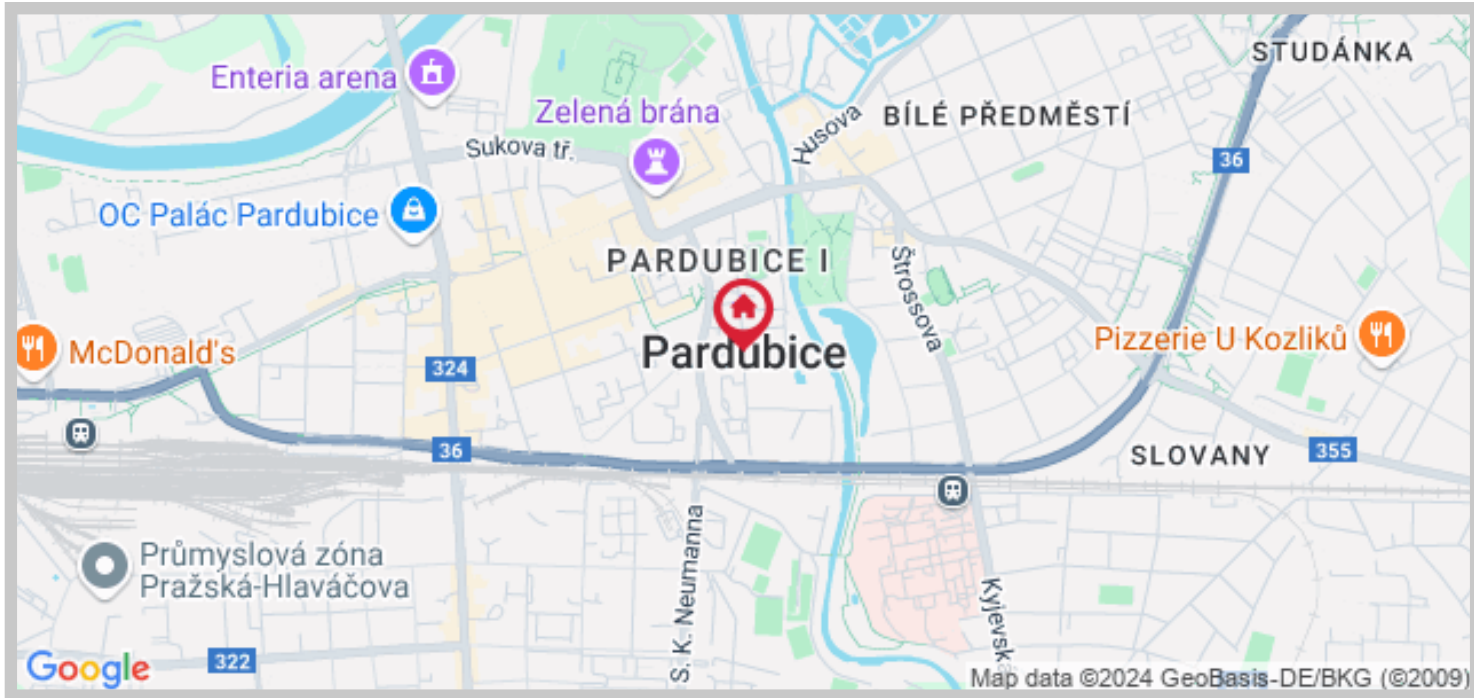 STUDÁNKA
Enteria arena
Zelená brána
BÍLÉ PŘEDMĚSTÍ
Husova
Sukova tř.
36
OC Palác Pardubice
PARDUBICE I
Štrossova
Pizzerie U Kozlíků
McDonald's
Pardubice
324
36
SLOVANY
355
Průmyslová zóna
Pražská-Hlaváčova
S. K. Neumanna
Kyjevská
322
Google
Map data ©2024 GeoBasis-DE/BKG (©2009)